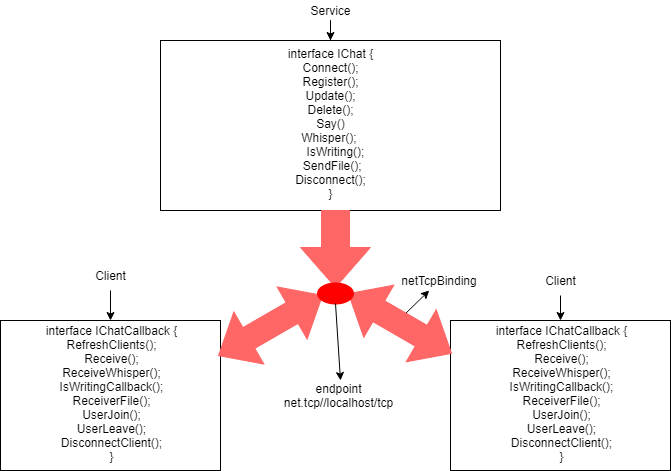 Service
interface IChat {
Connect();
Register();
Update();
Delete();
Say()
Whisper();
IsWriting();
SendFile();
Disconnect();
}
Client
netTcpBinding
Client
interface IChatCallback {
RefreshClients();
Receive();
ReceiveWhisper();
IsWritingCallback();
ReceiverFile();
UserJoin();
UserLeave();
DisconnectClient();
}
endpoint
net.tcp//localhost/tcp
interface IChatCallback {
RefreshClients();
Receive();
ReceiveWhisper();
IsWritingCallback();
ReceiverFile();
UserJoin();
UserLeave();
DisconnectClient();
}